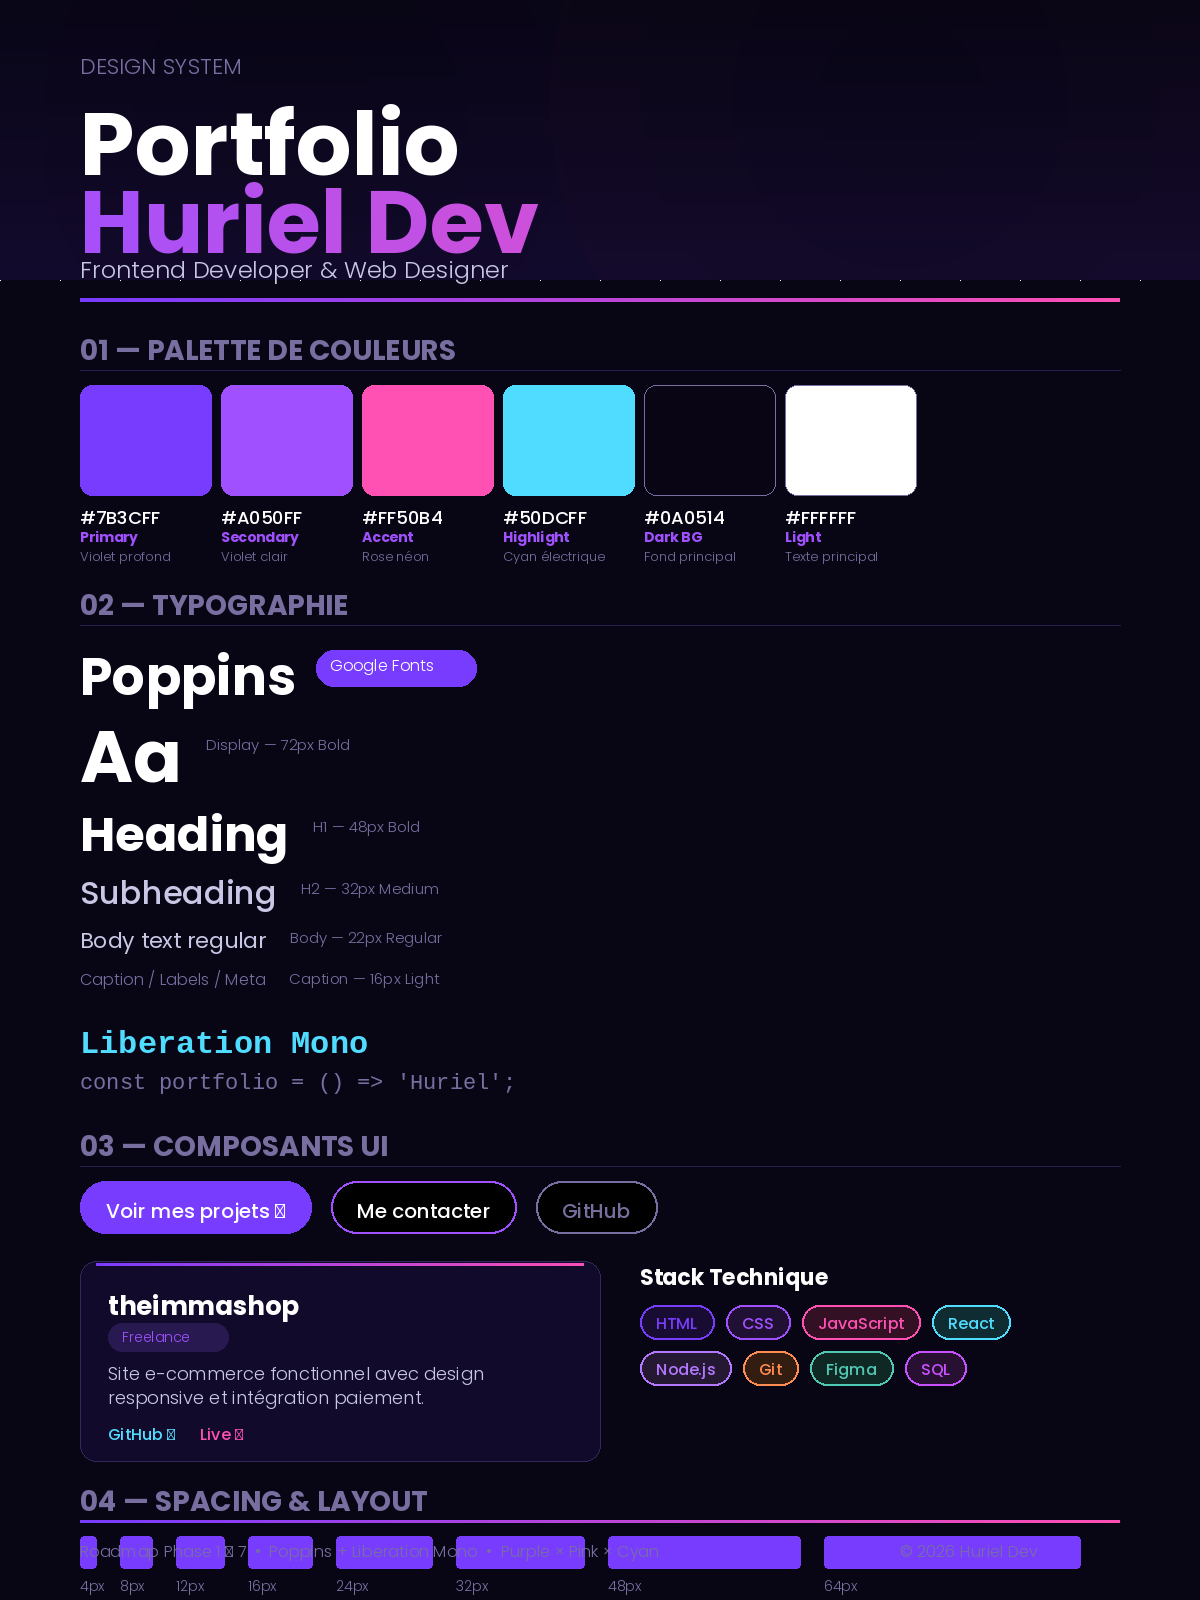 DESIGN SYSTEM
Portfolio
Huriel Dev
Frontend Developer & Web Designer
01 — PALETTE DE COULEURS
#7B3CFF #A050FF #FF50B4 #50DCFF #0A0514 #FFFFFF
Primary Secondary Accent Highlight Dark BG Light
Violet profond Violet clair Rose néon Cyan électrique Fond principal Texte principal
02 — TYPOGRAPHIE
Poppins Google Fonts
Aa Display — 72px Bold
Heading H1 — 48px Bold
Subheading H2 — 32px Medium
Body text regular Body — 22px Regular
Caption / Labels / Meta Caption — 16px Light
Liberation Mono
const portfolio = () => 'Huriel';
03 — COMPOSANTS UI
Voir mes projets Me contacter GitHub
theimmashop
Freelance
Site e-commerce fonctionnel avec design
responsive et intégration paiement.
GitHub Live
Stack Technique
HTML CSS JavaScript React
Node.js Git Figma SQL
04 — SPACING & LAYOUT
Roadmap Phase 1 7 • Poppins + Liberation Mono • Purple × Pink × Cyan © 2026 Huriel Dev
4px 8px 12px 16px 24px 32px 48px 64px